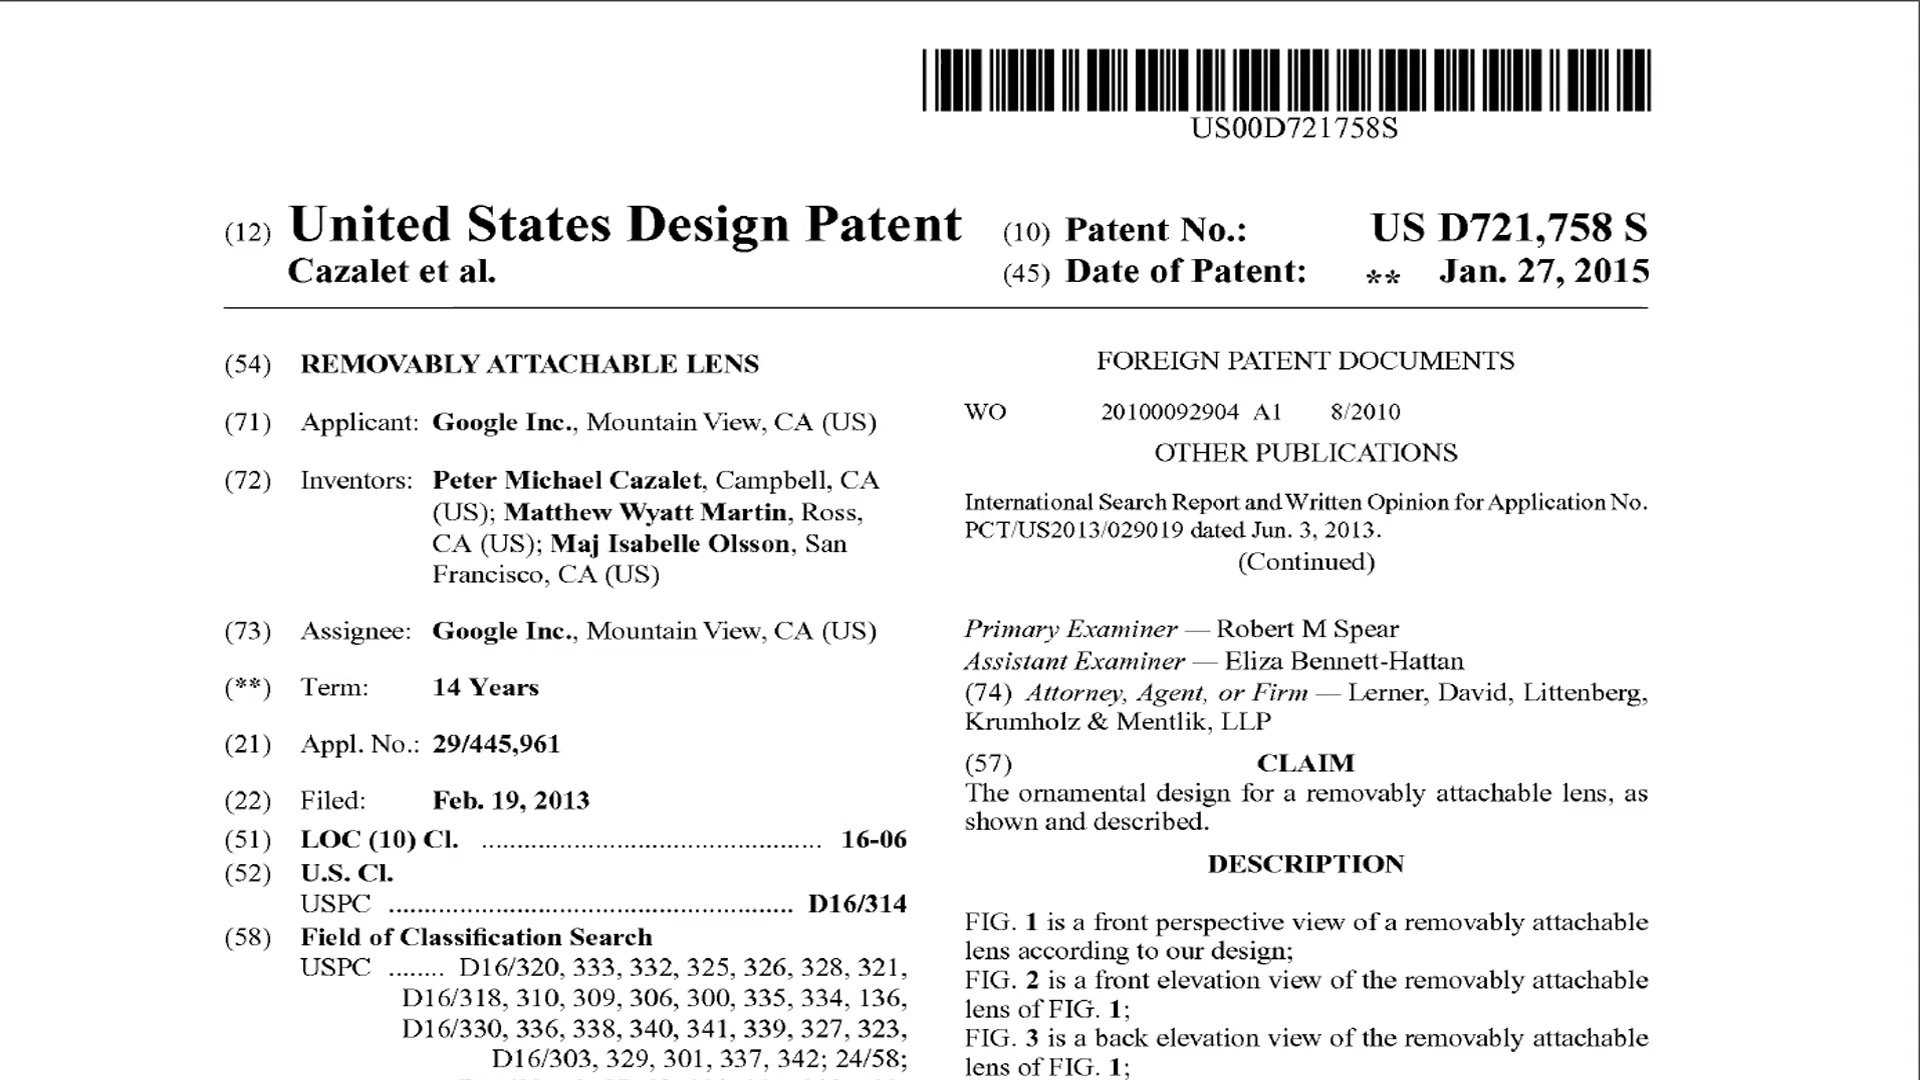 US00D721758S
(12) United States Design Patent
Cazalet et al.
(10) Patent No.: US D721,758 S
(45) Date of Patent: ** Jan. 27, 2015
(54) REMOVABLY ATTACHABLE LENS
(71) Applicant: Google Inc., Mountain View, CA (US)
(72) Inventors: Peter Michael Cazalet, Campbell, CA
(US); Matthew Wyatt Martin, Ross,
CA (US); Maj Isabelle Olsson, San
Francisco, CA (US)
(73) Assignee: Google Inc., Mountain View, CA (US)
(**) Term: 14 Years
(21) Appl. No.: 29/445,961
(22) Filed: Feb. 19, 2013
(51) LOC (10) Cl. ................................................ 16-06
(52) U.S. Cl.
USPC ......................................................... D16/314
(58) Field of Classification Search
USPC ........ D16/320, 333, 332, 325, 326, 328, 321,
D16/318, 310, 309, 306, 300, 335, 334, 136,
D16/330, 336, 338, 340, 341, 339, 327, 323,
D16/303, 329, 301, 337, 342; 24/58;
FOREIGN PATENT DOCUMENTS
WO 20100092904 A1 8/2010
OTHER PUBLICATIONS
International Search Report and Written Opinion for Application No.
PCT/US2013/029019 dated Jun. 3, 2013.
(Continued)
Primary Examiner — Robert M Spear
Assistant Examiner — Eliza Bennett-Hattan
(74) Attorney, Agent, or Firm — Lerner, David, Littenberg,
Krumholz & Mentlik, LLP
(57) CLAIM
The ornamental design for a removably attachable lens, as
shown and described.
DESCRIPTION
FIG. 1 is a front perspective view of a removably attachable
lens according to our design;
FIG. 2 is a front elevation view of the removably attachable
lens of FIG. 1;
FIG. 3 is a back elevation view of the removably attachable
lens of FIG. 1;